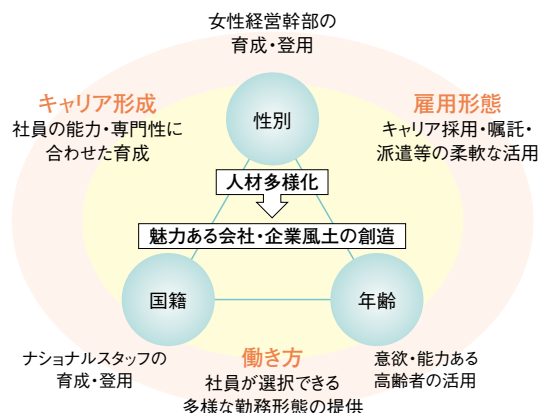 女性経営幹部の
育成・登用
キャリア形成
社員の能力・専門性に
合わせた育成
雇用形態
キャリア採用・嘱託・
派遣等の柔軟な活用
性別
人材多様化
魅力ある会社・企業風土の創造
国籍
年齢
ナショナルスタッフの
育成・登用
働き方
社員が選択できる
多様な勤務形態の提供
意欲・能力ある
高齢者の活用